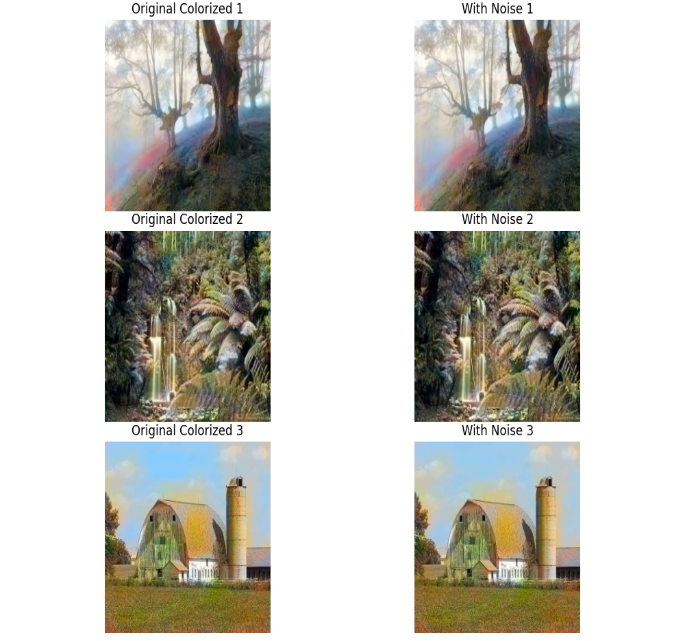 Original Colorized 1
With Noise 1
Original Colorized 2
With Noise 2
Original Colorized 3
With Noise 3